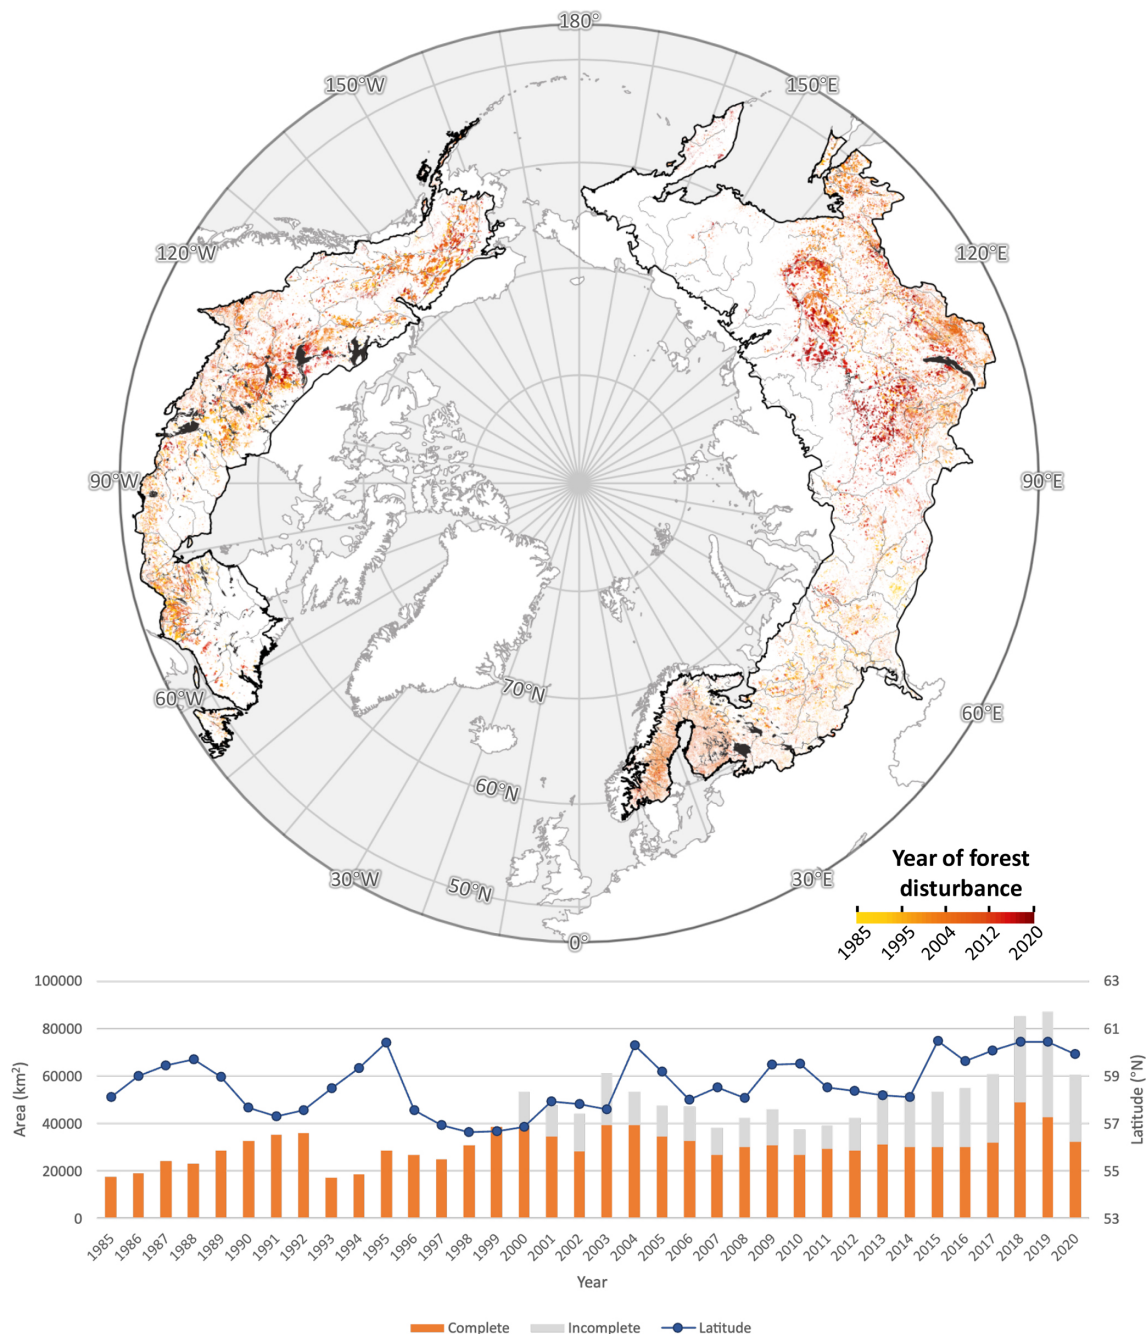 180°
150°W
150°E
120°W
120°E
90°W
90°E
60°W
70°N
60°E
60°N
50°N
30°W
30°E
0°
Year of forest
disturbance
1985
1995
2004
2012
2020
100000
80000
60000
40000
20000
0
Area (km²)
63
61
59
57
55
53
Latitude (°N)
1985
1986
1987
1988
1989
1990
1991
1992
1993
1994
1995
1996
1997
1998
1999
2000
2001
2002
2003
2004
2005
2006
2007
2008
2009
2010
2011
2012
2013
2014
2015
2016
2017
2018
2019
2020
Year
Complete
Incomplete
Latitude